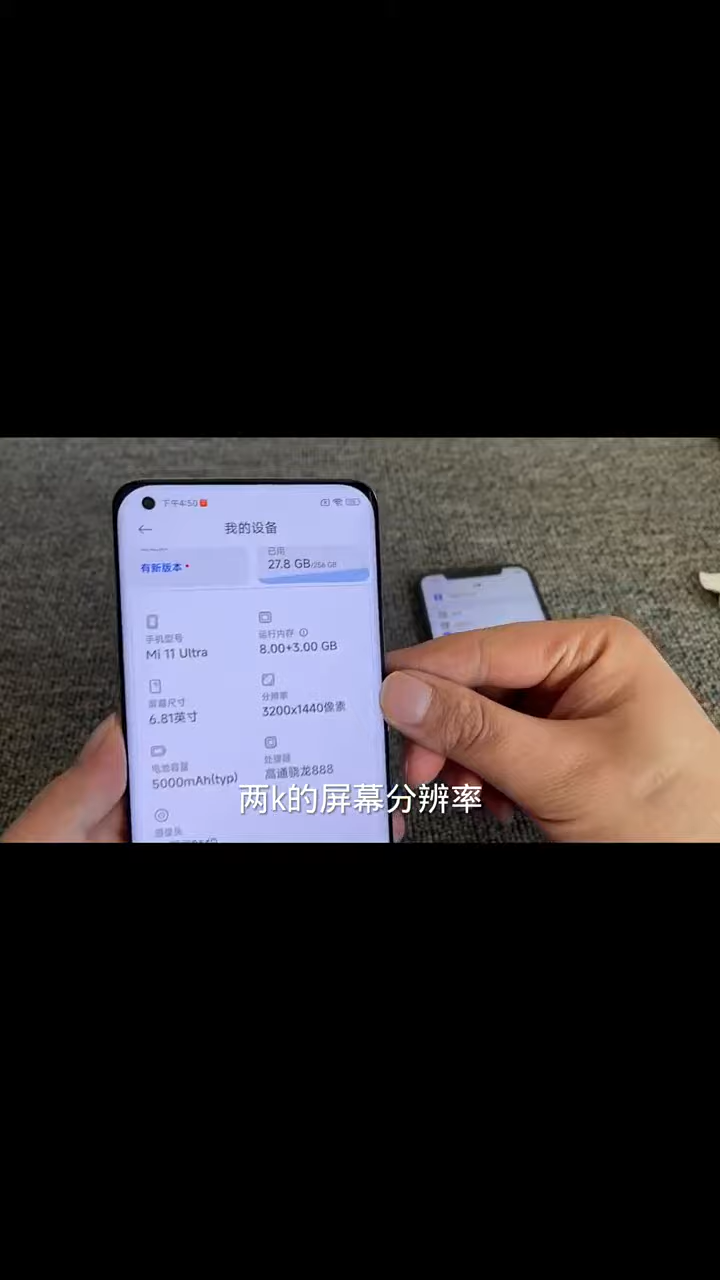 下午4:50
我的设备
有新版本
已用
27.8 GB/256 GB
手机型号
Mi 11 Ultra
运行内存
8.00+3.00 GB
屏幕尺寸
6.81英寸
分辨率
3200x1440像素
电池容量
5000mAh(typ)
处理器
高通骁龙888
两k的屏幕分辨率
摄像头